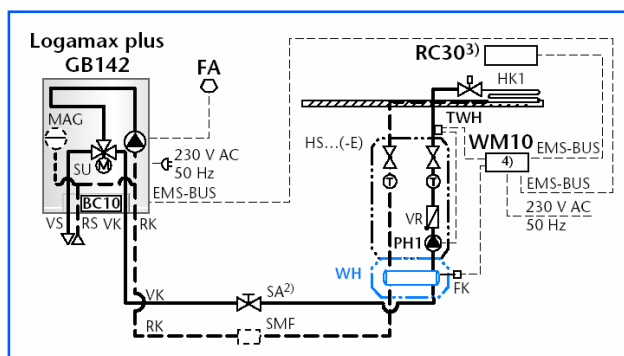 Logamax plus
GB142
FA
RC30³⁾
HK1
MAG
TWH
HS...(-E)
WM10
4)
EMS-BUS
M
SU
230 V AC
50 Hz
T
T
EMS-BUS
BC10
EMS-BUS
230 V AC
50 Hz
VS
RS
VK
RK
VR
PH1
WH
FK
VK
SA²⁾
RK
SMF